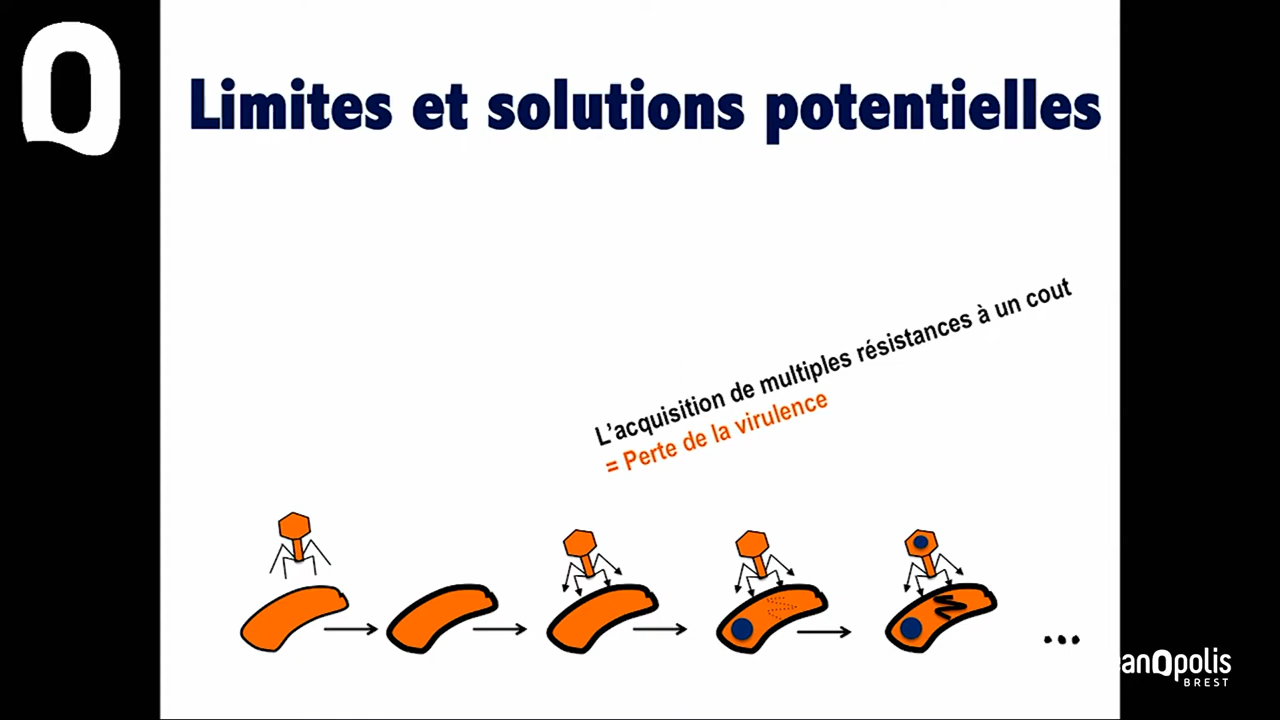 Limites et solutions potentielles
L'acquisition de multiples résistances à un cout
= Perte de la virulence
...
anOpolis
BREST